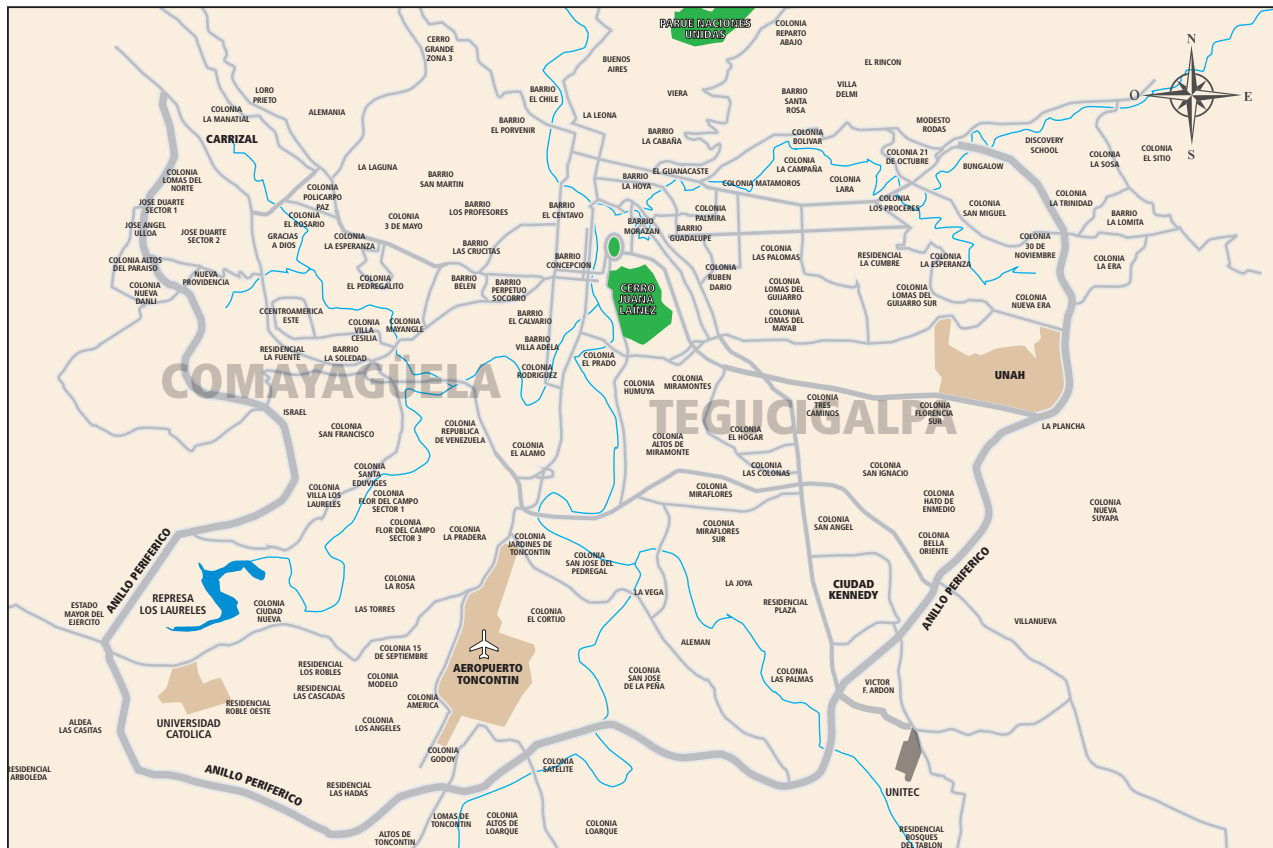 PARUE NACIONES
UNIDAS
COLONIA
REPARTO
ABAJO
N
O
E
S
CERRO
GRANDE
ZONA 3
BUENOS
AIRES
EL RINCON
LORO
PRIETO
COLONIA
LA MANATIAL
ALEMANIA
BARRIO
EL CHILE
VIERA
BARRIO
SANTA
ROSA
VILLA
DELMI
CARRIZAL
BARRIO
EL PORVENIR
LA LEONA
BARRIO
LA CABAÑA
COLONIA
BOLIVAR
MODESTO
RODAS
DISCOVERY
SCHOOL
COLONIA
EL SITIO
COLONIA
LA SOSA
COLONIA
LOMAS DEL
NORTE
LA LAGUNA
BARRIO
SAN MARTIN
BARRIO
LA HOYA
EL GUANACASTE
COLONIA
LA CAMPAÑA
COLONIA 21
DE OCTUBRE
BUNGALOW
COLONIA MATAMOROS
COLONIA
LARA
COLONIA
POLICARPO
PAZ
JOSE DUARTE
SECTOR 1
COLONIA
EL ROSARIO
COLONIA
3 DE MAYO
BARRIO
LOS PROFESORES
BARRIO
EL CENTAVO
BARRIO
MORAZAN
COLONIA
PALMIRA
COLONIA
LOS PROCERES
COLONIA
SAN MIGUEL
COLONIA
LA TRINIDAD
BARRIO
LA LOMITA
JOSE ANGEL
ULLOA
JOSE DUARTE
SECTOR 2
GRACIAS
A DIOS
COLONIA
LA ESPERANZA
BARRIO
LAS CRUCITAS
BARRIO
CONCEPCION
BARRIO
GUADALUPE
COLONIA
LAS PALOMAS
RESIDENCIAL
LA CUMBRE
COLONIA
LA ESPERANZA
COLONIA
30 DE
NOVIEMBRE
COLONIA
LA ERA
COLONIA ALTOS
DEL PARAISO
NUEVA
PROVIDENCIA
COLONIA
NUEVA
DANLI
COLONIA
EL PEDREGALITO
BARRIO
BELEN
BARRIO
PERPETUO
SOCORRO
CERRO
JUANA
LAÍNEZ
COLONIA
RUBEN
DARIO
COLONIA
LOMAS DEL
GUIJARRO
COLONIA
LOMAS DEL
GUIJARRO SUR
COLONIA
NUEVA ERA
CCENTROAMERICA
ESTE
COLONIA
VILLA
CESILIA
COLONIA
MAYANGLE
BARRIO
EL CALVARIO
COLONIA
LOMAS DEL
MAYAB
RESIDENCIAL
LA FUENTE
BARRIO
LA SOLEDAD
BARRIO
VILLA ADELA
COLONIA
RODRIGUEZ
COLONIA
EL PRADO
COMAYAGÜELA
COLONIA
HUMUYA
COLONIA
MIRAMONTES
UNAH
TEGUCIGALPA
ISRAEL
COLONIA
SAN FRANCISCO
COLONIA
REPUBLICA
DE VENEZUELA
COLONIA
EL ALAMO
COLONIA
ALTOS DE
MIRAMONTE
COLONIA
EL HOGAR
COLONIA
TRES
CAMINOS
COLONIA
FLORENCIA
SUR
LA PLANCHA
COLONIA
SANTA
EDUVIGES
COLONIA
LAS COLONAS
COLONIA
SAN IGNACIO
COLONIA
VILLA LOS
LAURELES
COLONIA
FLOR DEL CAMPO
SECTOR 1
COLONIA
MIRAFLORES
COLONIA
HATO DE
ENMEDIO
COLONIA
NUEVA
SUYAPA
COLONIA
FLOR DEL CAMPO
SECTOR 3
COLONIA
LA PRADERA
COLONIA
JARDINES DE
TONCONTIN
COLONIA
MIRAFLORES
SUR
COLONIA
SAN ANGEL
COLONIA
BELLA
ORIENTE
ANILLO PERIFERICO
COLONIA
SAN JOSE DEL
PEDREGAL
REPRESA
LOS LAURELES
COLONIA
LA ROSA
LA VEGA
LA JOYA
CIUDAD
KENNEDY
ANILLO PERIFERICO
ESTADO
MAYOR DEL
EJERCITO
COLONIA
CIUDAD
NUEVA
LAS TORRES
COLONIA
EL CORTIJO
RESIDENCIAL
PLAZA
VILLANUEVA
ALEMAN
COLONIA 15
DE SEPTIEMBRE
RESIDENCIAL
LOS ROBLES
COLONIA
MODELO
AEROPUERTO
TONCONTIN
COLONIA
SAN JOSE
DE LA PEÑA
COLONIA
LAS PALMAS
VICTOR
F. ARDON
RESIDENCIAL
LAS CASCADAS
RESIDENCIAL
ROBLE OESTE
COLONIA
AMERICA
UNIVERSIDAD
CATOLICA
COLONIA
LOS ANGELES
ALDEA
LAS CASITAS
COLONIA
GODOY
COLONIA
SATELITE
RESIDENCIAL
ARBOLEDA
ANILLO PERIFERICO
RESIDENCIAL
LAS HADAS
UNITEC
LOMAS DE
TONCONTIN
COLONIA
ALTOS DE
LOARQUE
COLONIA
LOARQUE
ALTOS DE
TONCONTIN
RESIDENCIAL
BOSQUES
DEL TABLON